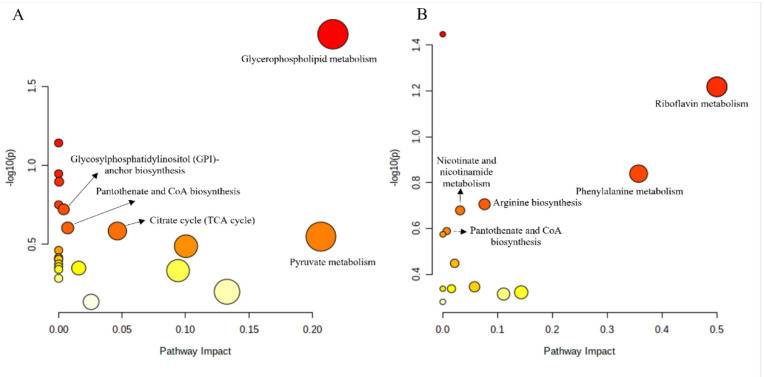 A
Glycerophospholipid metabolism
1.5
1.0
0.5
-log10(p)
Glycosylphosphatidylinositol (GPI)-
anchor biosynthesis
Pantothenate and CoA biosynthesis
Citrate cycle (TCA cycle)
Pyruvate metabolism
0.00
0.05
0.10
0.15
0.20
Pathway Impact
B
1.4
1.2
1.0
0.8
0.6
0.4
-log10(p)
Riboflavin metabolism
Nicotinate and
nicotinamide
metabolism
Phenylalanine metabolism
Arginine biosynthesis
Pantothenate and CoA
biosynthesis
0.0
0.1
0.2
0.3
0.4
0.5
Pathway Impact